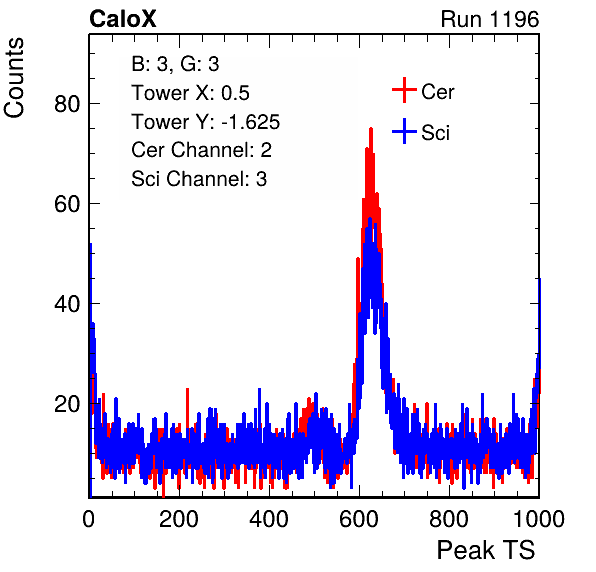 CaloX
Run 1196
Counts
B: 3, G: 3
Tower X: 0.5
Tower Y: -1.625
Cer Channel: 2
Sci Channel: 3
Cer
Sci
80
60
40
20
0 200 400 600 800 1000
Peak TS